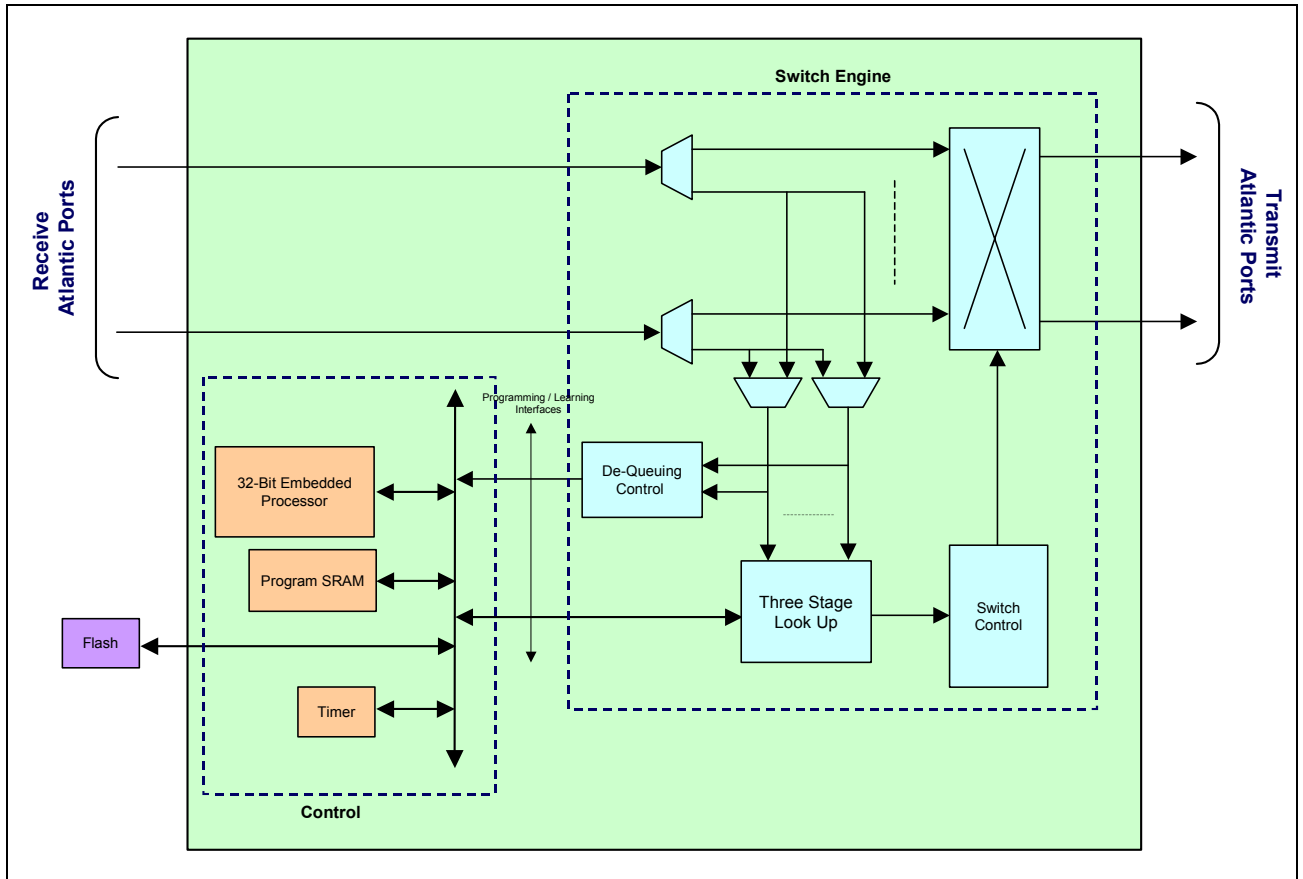 Switch Engine
Receive
Atlantic Ports
Transmit
Atlantic Ports
Programming / Learning
Interfaces
32-Bit Embedded
Processor
De-Queuing
Control
Program SRAM
Three Stage
Look Up
Switch
Control
Flash
Timer
Control